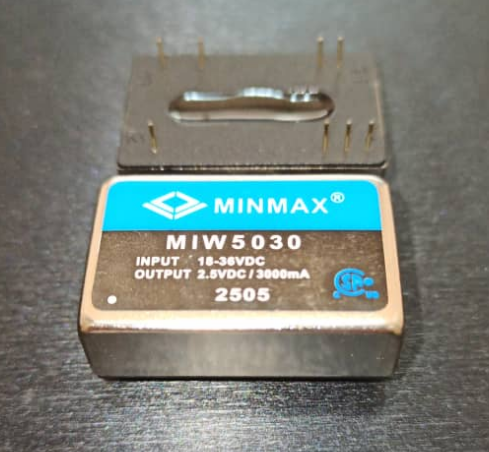 MINMAX®
MIW5030
INPUT 18-36VDC
OUTPUT 2.5VDC/3000mA
2505